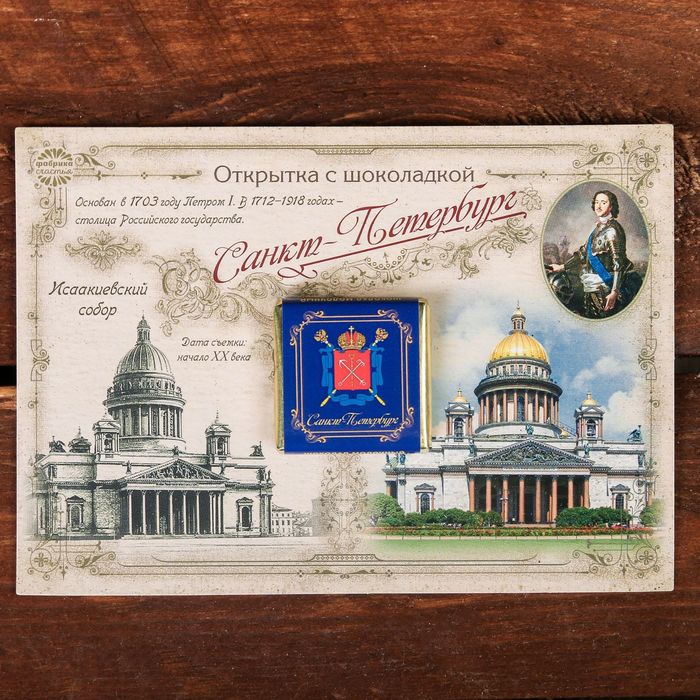 фабрика
счастья
Открытка с шоколадкой
Основан в 1703 году Петром I. В 1712–1918 годах –
столица Российского государства.
Санкт-Петербург
Исаакиевский
собор
Дата съемки:
начало XX века
Санкт-Петербург